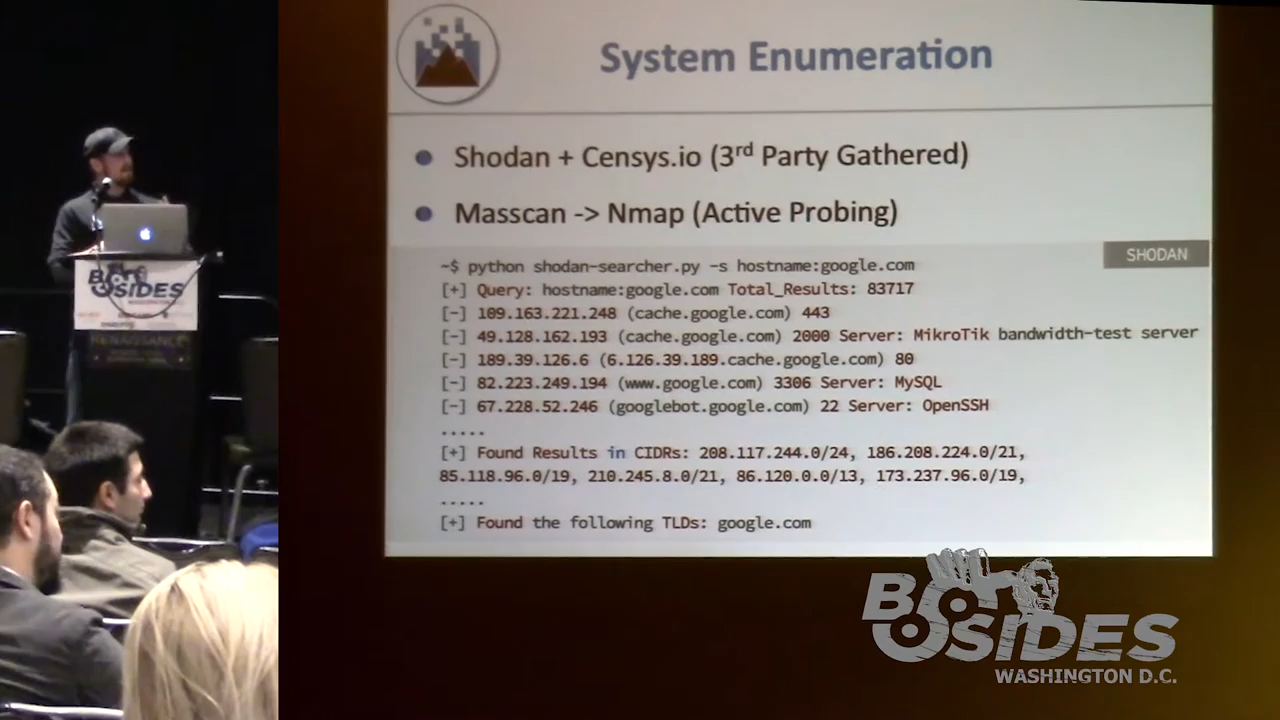 System Enumeration
Shodan + Censys.io (3rd Party Gathered)
Masscan -> Nmap (Active Probing)
SHODAN
~$ python shodan-searcher.py -s hostname:google.com
[+] Query: hostname:google.com Total_Results: 83717
[-] 109.163.221.248 (cache.google.com) 443
[-] 49.128.162.193 (cache.google.com) 2000 Server: MikroTik bandwidth-test server
[-] 189.39.126.6 (6.126.39.189.cache.google.com) 80
[-] 82.223.249.194 (www.google.com) 3306 Server: MySQL
[-] 67.228.52.246 (googlebot.google.com) 22 Server: OpenSSH
.....
[+] Found Results in CIDRs: 208.117.244.0/24, 186.208.224.0/21,
85.118.96.0/19, 210.245.8.0/21, 86.120.0.0/13, 173.237.96.0/19,
.....
[+] Found the following TLDs: google.com
BSIDES
WASHINGTON D.C.
BSIDES
RENAISSANCE